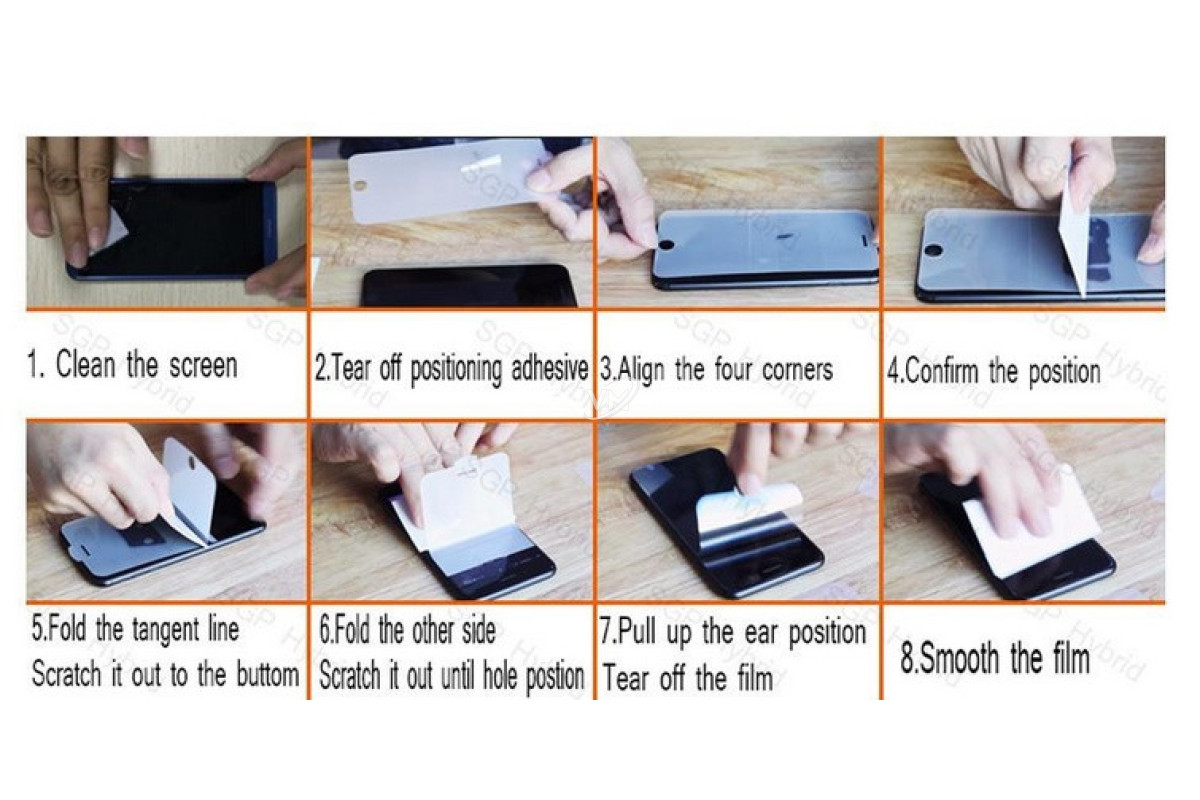 1. Clean the screen
2.Tear off positioning adhesive
3.Align the four corners
4.Confirm the position
5.Fold the tangent line
Scratch it out to the buttom
6.Fold the other side
Scratch it out until hole postion
7.Pull up the ear position
Tear off the film
8.Smooth the film
SGP Hybrid